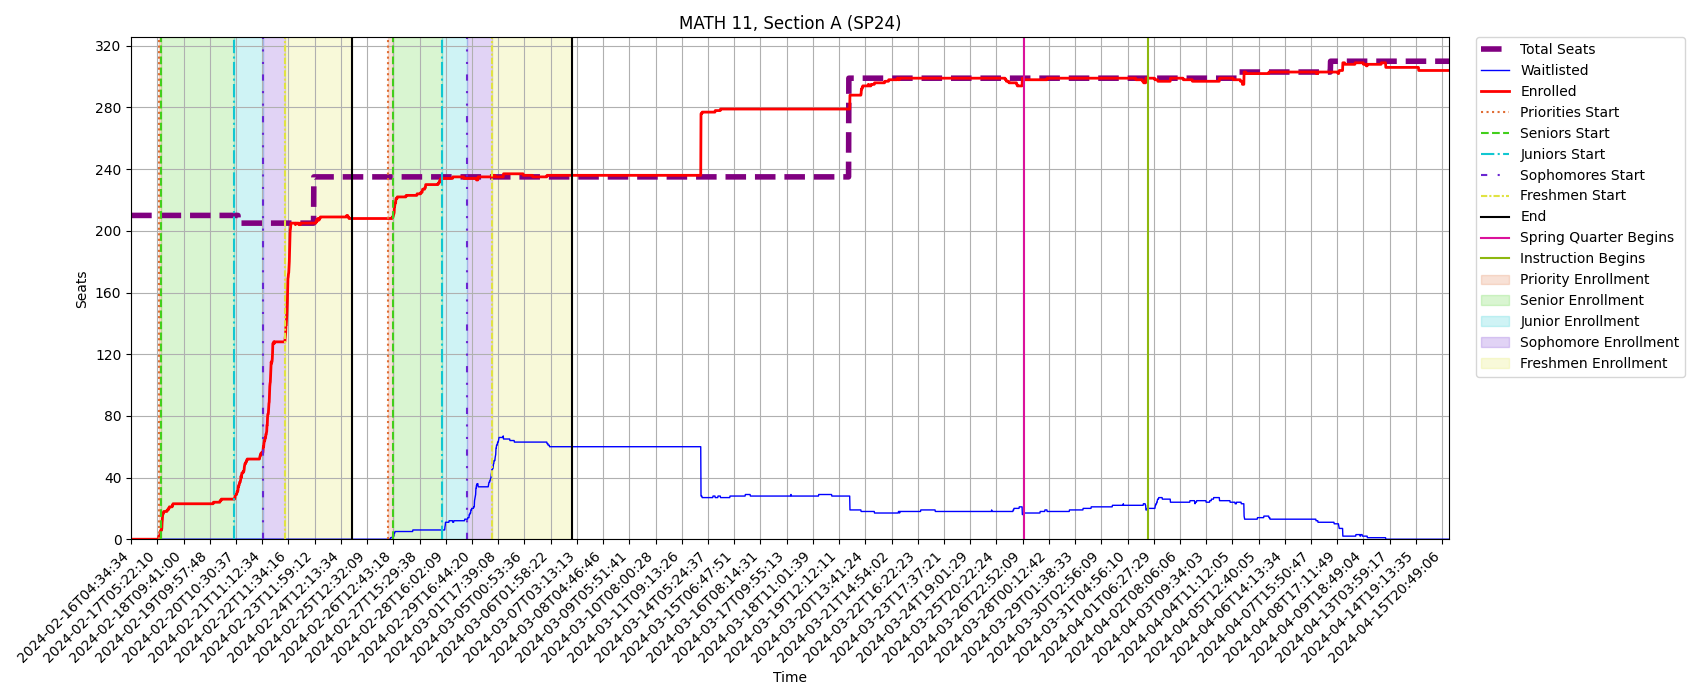 MATH 11, Section A (SP24)
320
280
240
200
160
120
80
40
0
Seats
2024-02-16T04:34:34
2024-02-17T05:22:10
2024-02-18T09:41:00
2024-02-19T09:57:48
2024-02-20T10:30:37
2024-02-21T11:12:34
2024-02-22T11:34:16
2024-02-23T11:59:12
2024-02-24T12:13:34
2024-02-25T12:32:09
2024-02-26T12:43:18
2024-02-27T15:29:38
2024-02-28T16:02:09
2024-02-29T16:44:20
2024-03-01T17:39:08
2024-03-05T00:53:36
2024-03-06T01:58:22
2024-03-07T03:13:13
2024-03-08T04:46:46
2024-03-09T05:51:41
2024-03-10T08:00:28
2024-03-11T09:13:26
2024-03-14T05:24:37
2024-03-15T06:47:51
2024-03-16T08:14:31
2024-03-17T09:55:13
2024-03-18T11:01:39
2024-03-19T12:12:11
2024-03-20T13:41:24
2024-03-21T14:54:02
2024-03-22T16:22:23
2024-03-23T17:37:21
2024-03-24T19:01:29
2024-03-25T20:22:24
2024-03-26T22:52:09
2024-03-28T00:12:42
2024-03-29T01:38:33
2024-03-30T02:56:09
2024-03-31T04:56:10
2024-04-01T06:27:29
2024-04-02T08:06:06
2024-04-03T09:34:03
2024-04-04T11:12:05
2024-04-05T12:40:05
2024-04-06T14:13:34
2024-04-07T15:50:47
2024-04-08T17:11:49
2024-04-09T18:49:04
2024-04-13T03:59:17
2024-04-14T19:13:35
2024-04-15T20:49:06
Time
Total Seats
Waitlisted
Enrolled
Priorities Start
Seniors Start
Juniors Start
Sophomores Start
Freshmen Start
End
Spring Quarter Begins
Instruction Begins
Priority Enrollment
Senior Enrollment
Junior Enrollment
Sophomore Enrollment
Freshmen Enrollment